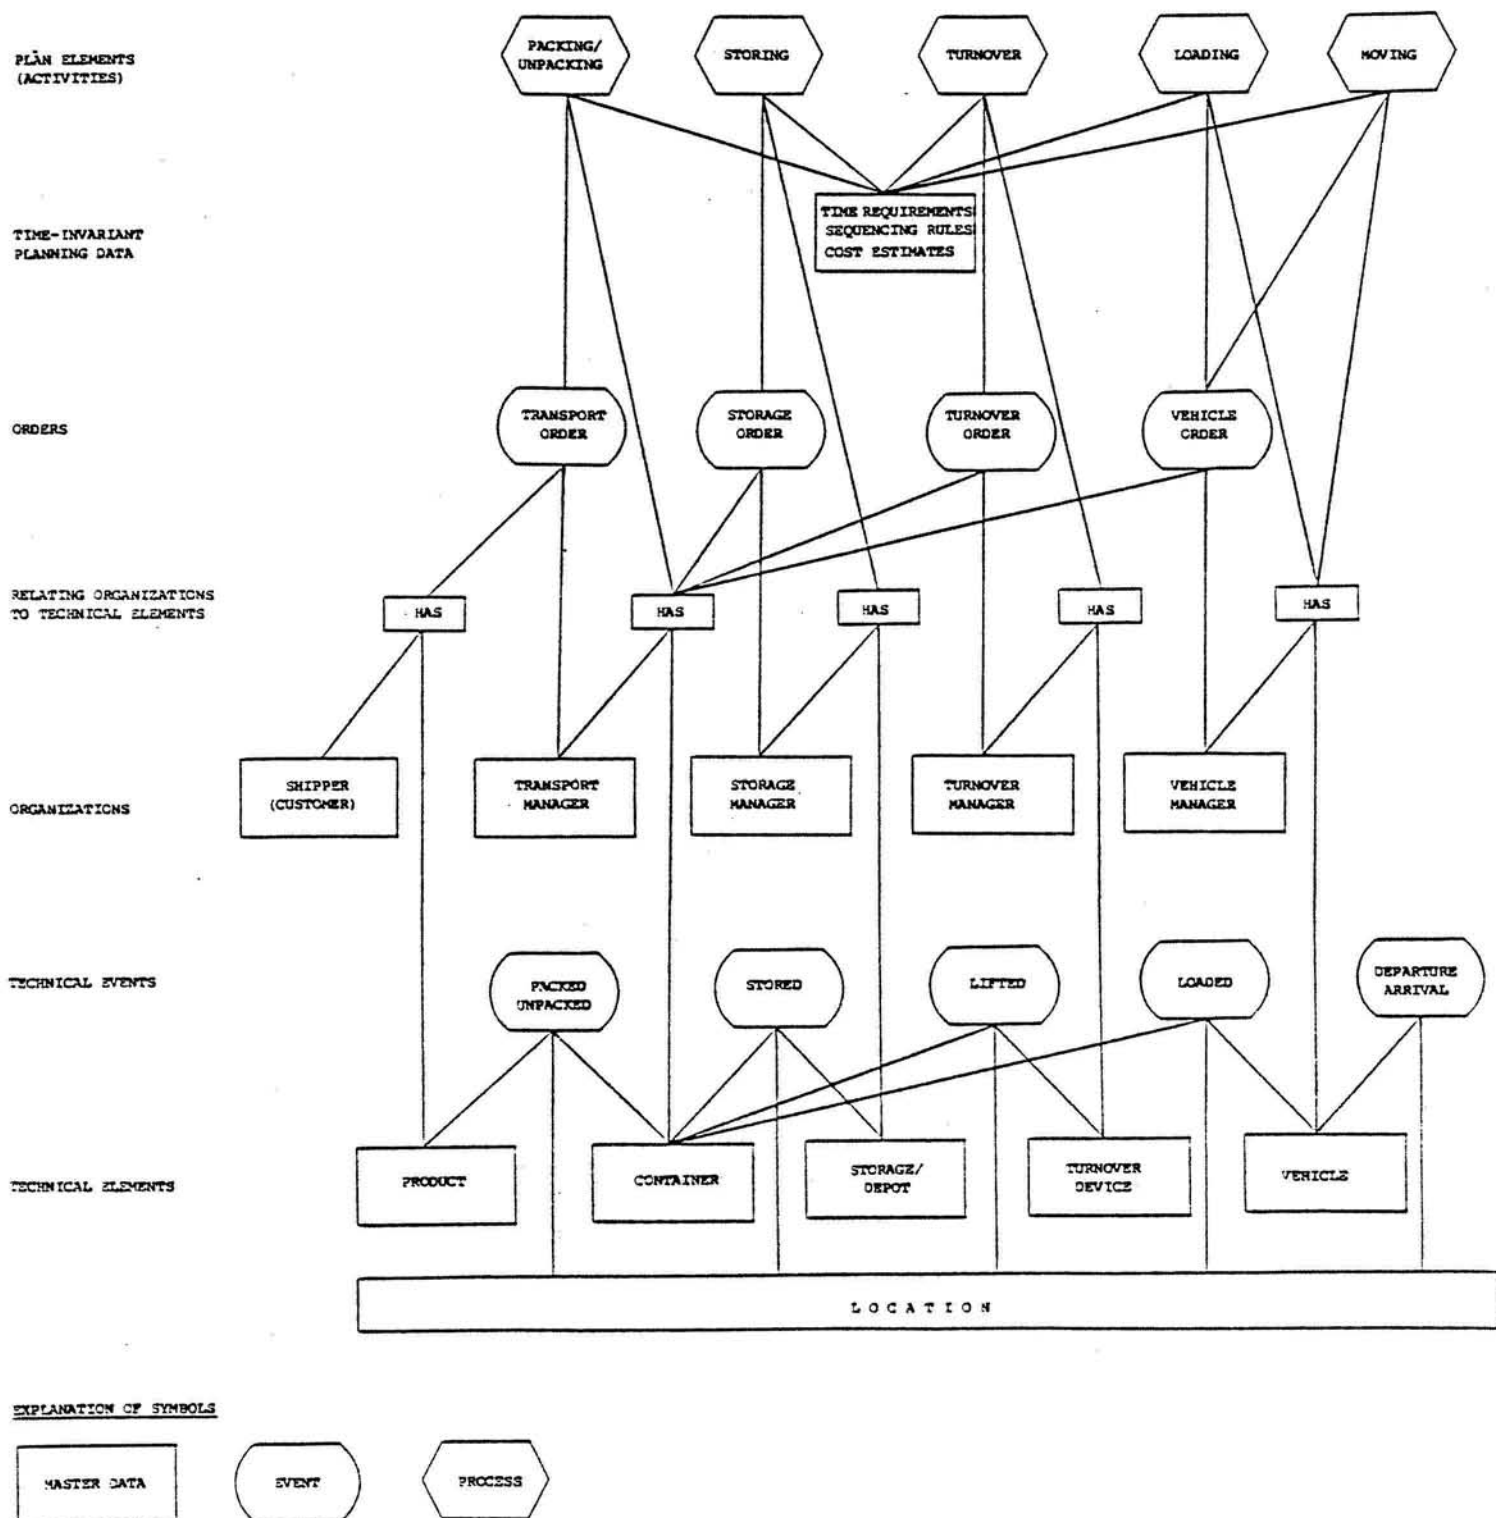 PLAN ELEMENTS
(ACTIVITIES)
PACKING/
UNPACKING
STORING
TURNOVER
LOADING
MOVING
TIME-INVARIANT
PLANNING DATA
TIME REQUIREMENTS
SEQUENCING RULES
COST ESTIMATES
ORDERS
TRANSPORT
ORDER
STORAGE
ORDER
TURNOVER
ORDER
VEHICLE
ORDER
RELATING ORGANIZATIONS
TO TECHNICAL ELEMENTS
HAS
HAS
HAS
HAS
HAS
ORGANIZATIONS
SHIPPER
(CUSTOMER)
TRANSPORT
MANAGER
STORAGE
MANAGER
TURNOVER
MANAGER
VEHICLE
MANAGER
TECHNICAL EVENTS
PACKED
UNPACKED
STORED
LIFTED
LOADED
DEPARTURE
ARRIVAL
TECHNICAL ELEMENTS
PRODUCT
CONTAINER
STORAGE/
DEPOT
TURNOVER
DEVICE
VEHICLE
LOCATION
EXPLANATION OF SYMBOLS
MASTER DATA
EVENT
PROCESS